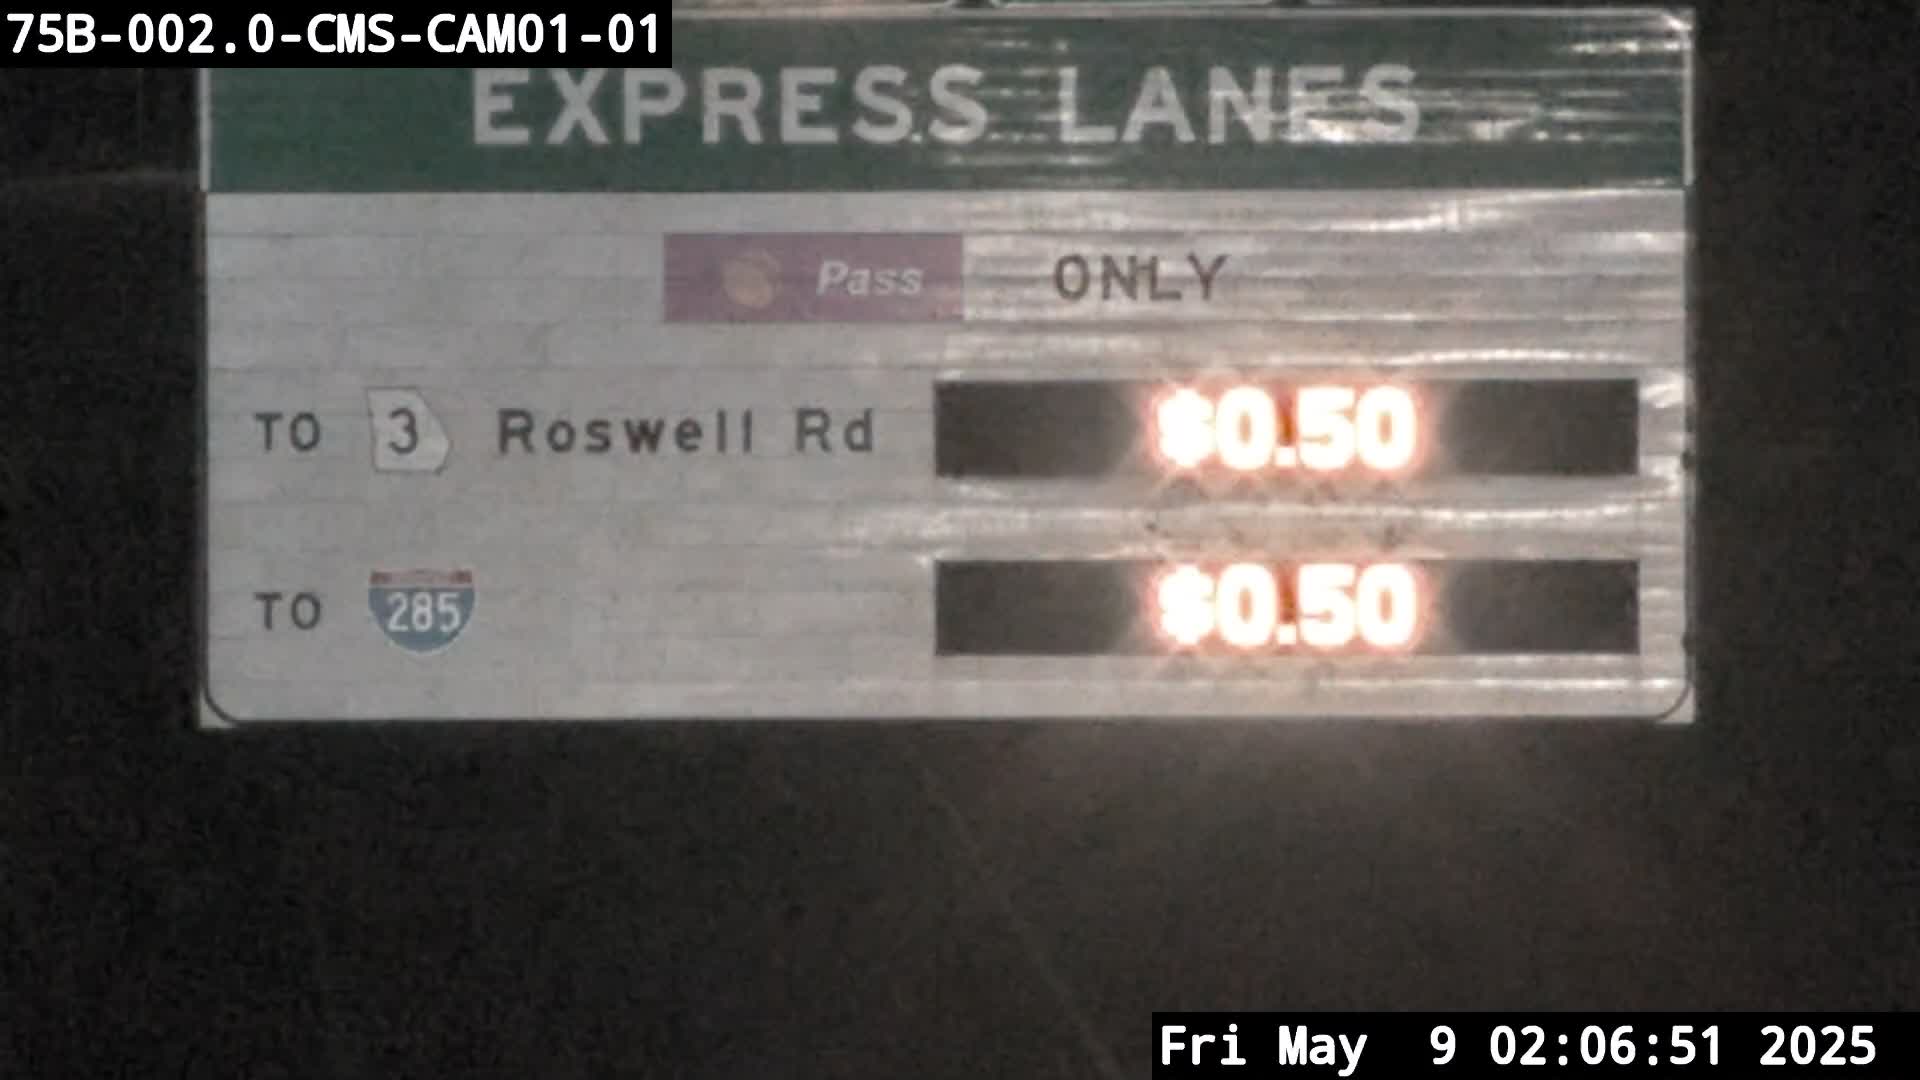 75B-002.0-CMS-CAM01-01
EXPRESS LANES
Pass ONLY
TO 3 Roswell Rd $0.50
TO 285 $0.50
Fri May 9 02:06:51 2025